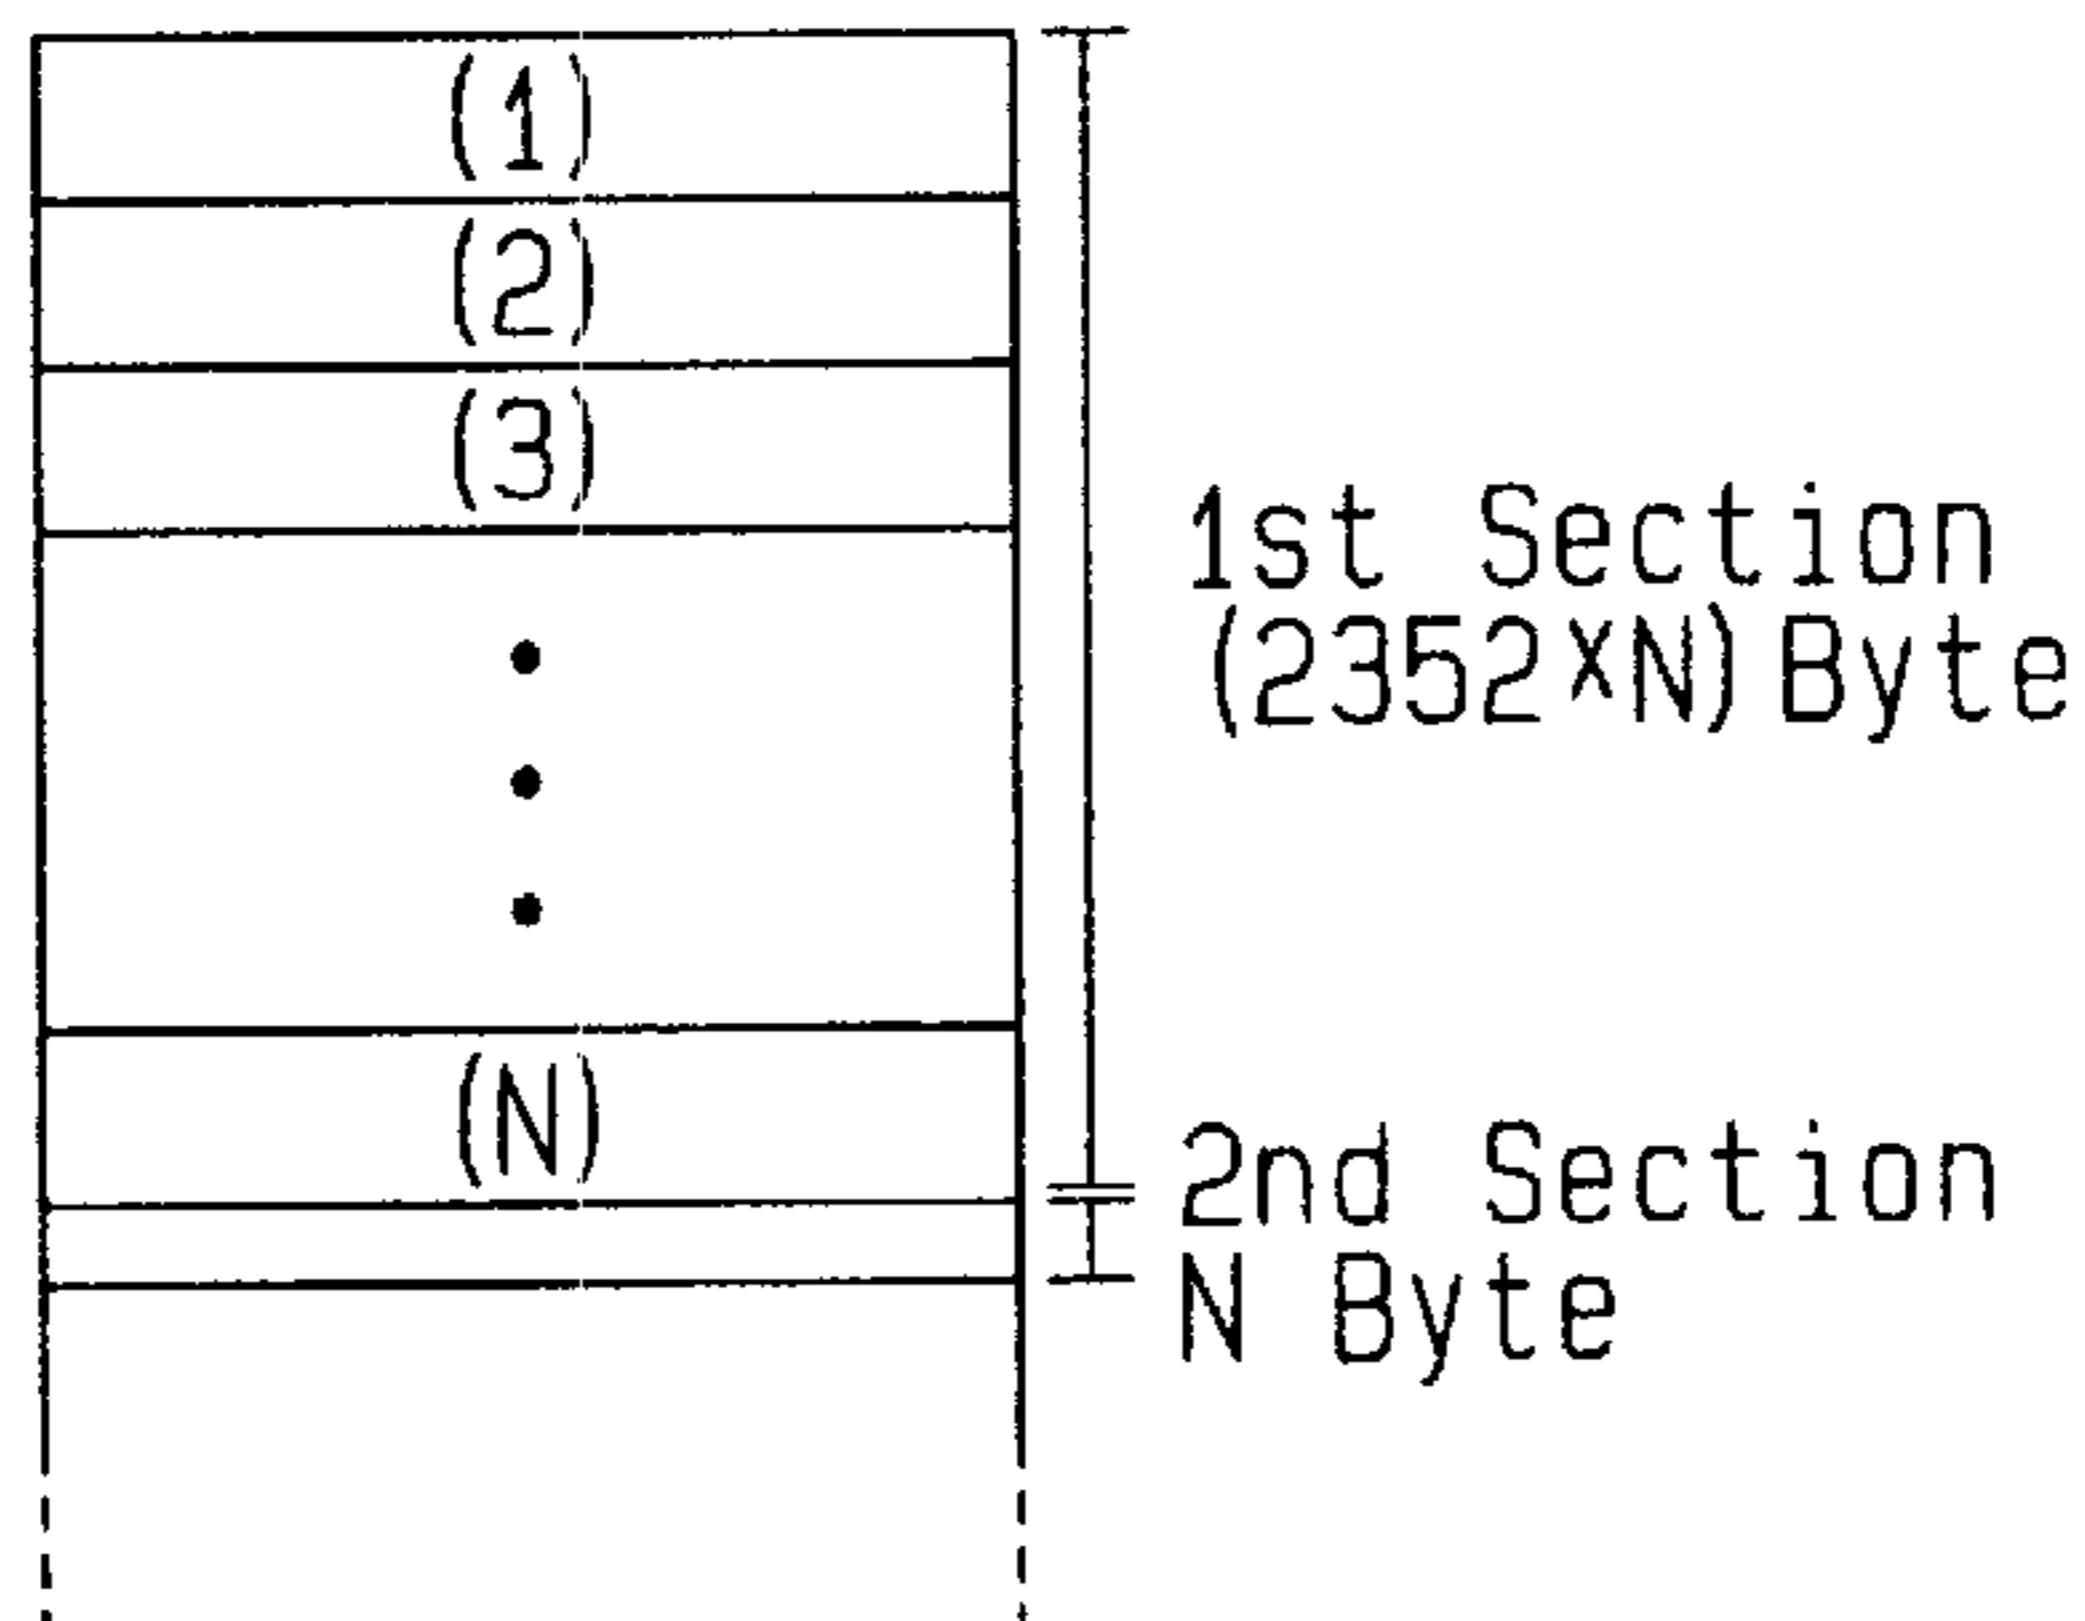 (1)
(2)
(3)
1st Section
(2352×N) Byte
(N)
2nd Section
N Byte